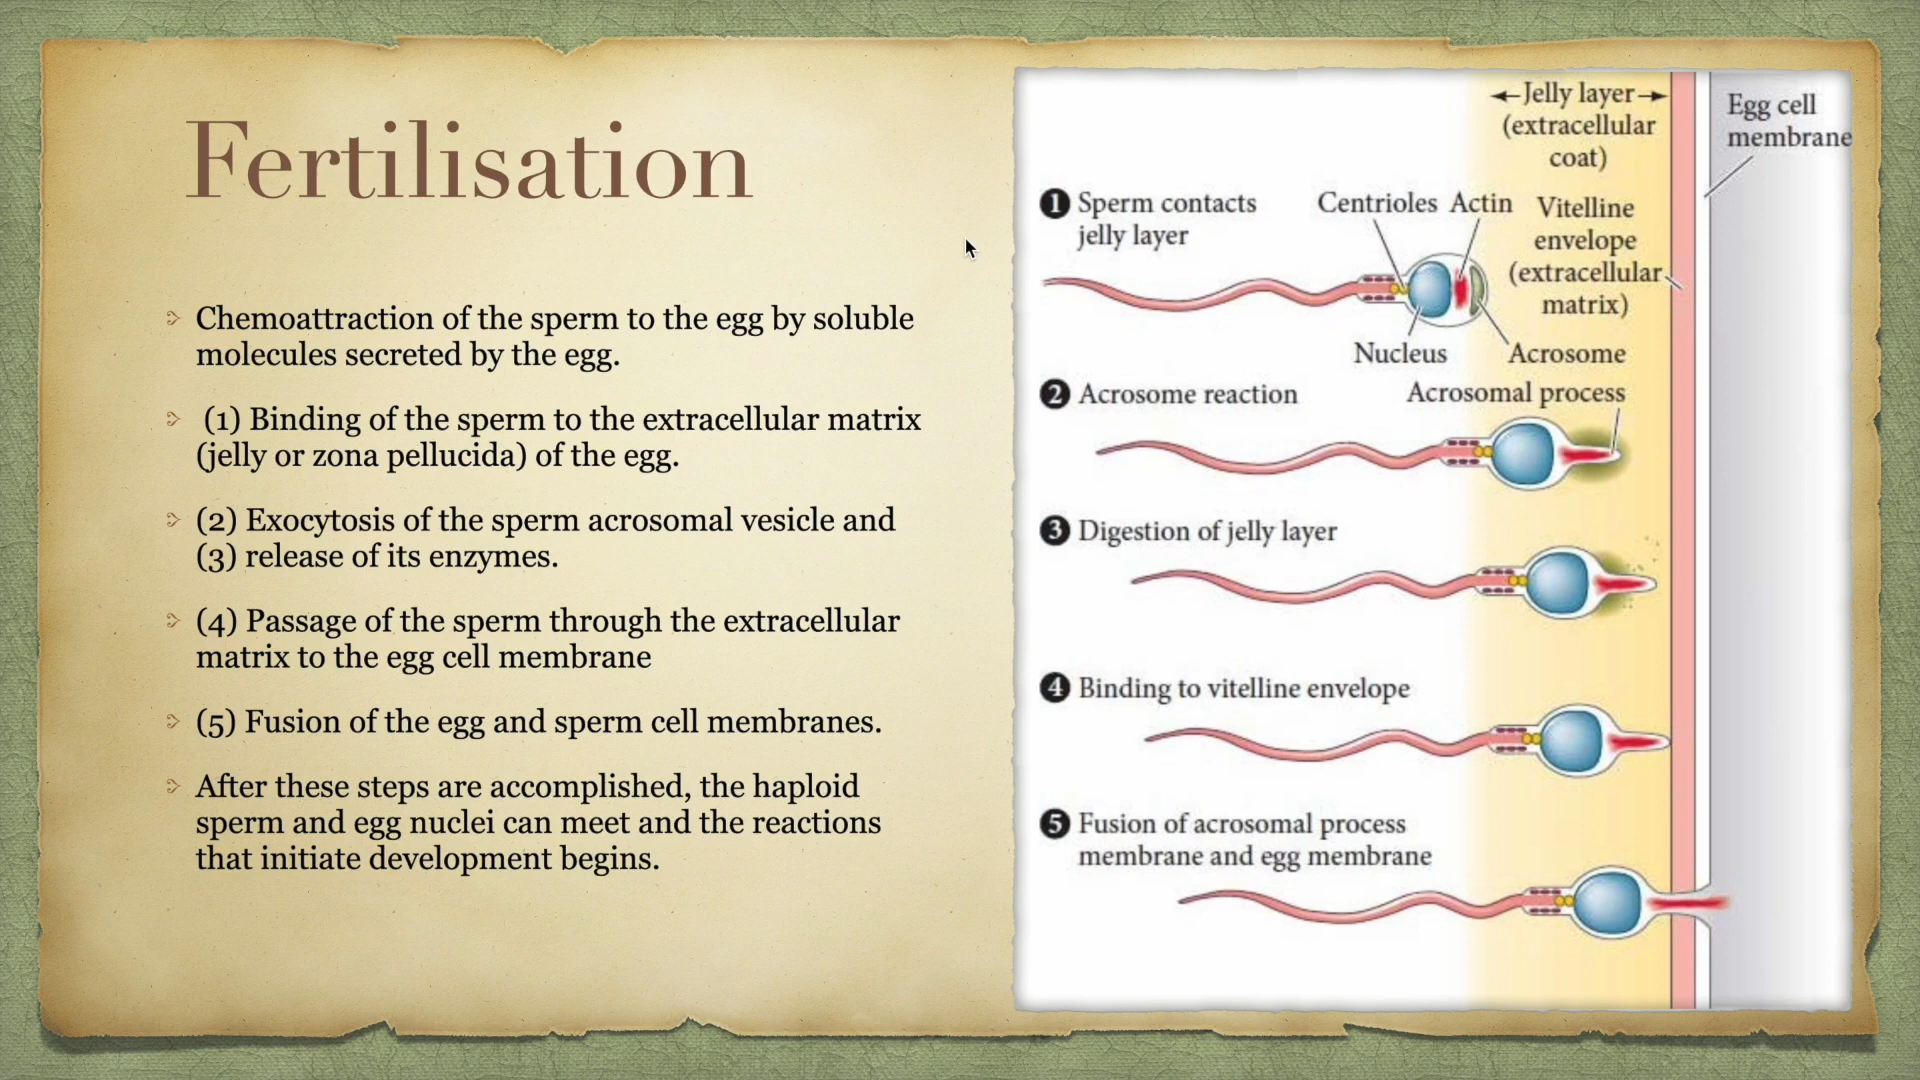 Fertilisation
Chemoattraction of the sperm to the egg by soluble
molecules secreted by the egg.
(1) Binding of the sperm to the extracellular matrix
(jelly or zona pellucida) of the egg.
(2) Exocytosis of the sperm acrosomal vesicle and
(3) release of its enzymes.
(4) Passage of the sperm through the extracellular
matrix to the egg cell membrane
(5) Fusion of the egg and sperm cell membranes.
After these steps are accomplished, the haploid
sperm and egg nuclei can meet and the reactions
that initiate development begins.
Jelly layer
(extracellular
coat)
Egg cell
membrane
1 Sperm contacts
jelly layer
Centrioles
Actin
Vitelline
envelope
(extracellular
matrix)
Nucleus
Acrosome
2 Acrosome reaction
Acrosomal process
3 Digestion of jelly layer
4 Binding to vitelline envelope
5 Fusion of acrosomal process
membrane and egg membrane